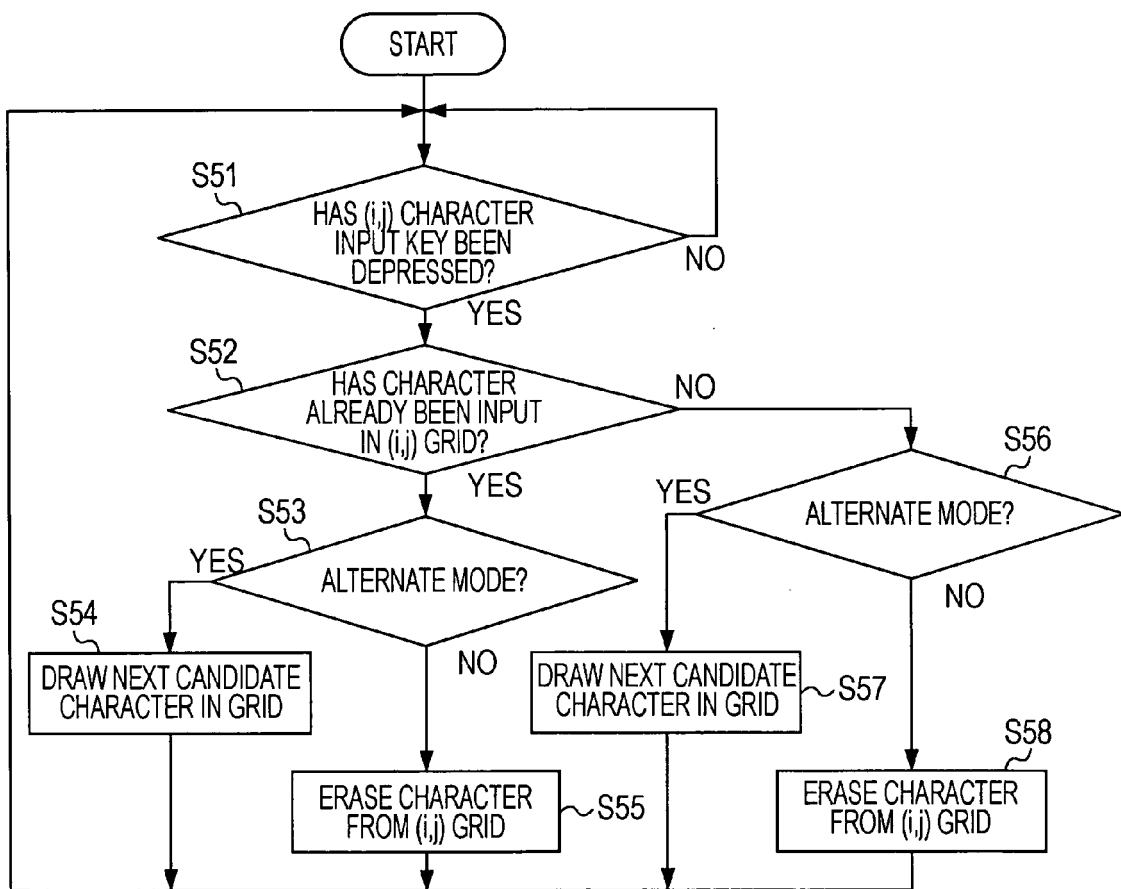 START
S51
HAS (i,j) CHARACTER
INPUT KEY BEEN
DEPRESSED?
NO
YES
S52
HAS CHARACTER
ALREADY BEEN INPUT
IN (i,j) GRID?
NO
YES
S56
ALTERNATE MODE?
YES
NO
S53
ALTERNATE MODE?
YES
NO
S54
DRAW NEXT CANDIDATE
CHARACTER IN GRID
DRAW NEXT CANDIDATE
CHARACTER IN GRID
S57
ERASE CHARACTER
FROM (i,j) GRID
S55
S58
ERASE CHARACTER
FROM (i,j) GRID